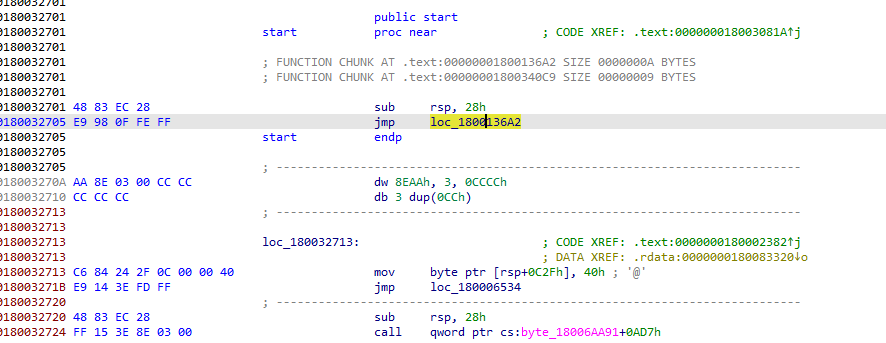 0180032701
0180032701 public start
0180032701 start proc near ; CODE XREF: .text:000000018003081A↑j
0180032701
0180032701 ; FUNCTION CHUNK AT .text:00000001800136A2 SIZE 0000000A BYTES
0180032701 ; FUNCTION CHUNK AT .text:00000001800340C9 SIZE 00000009 BYTES
0180032701
0180032701 48 83 EC 28 sub rsp, 28h
0180032705 E9 98 0F FE FF jmp loc_1800136A2
0180032705 start endp
0180032705
0180032705 ; ---------------------------------------------------------------------------
018003270A AA 8E 03 00 CC CC dw 8EAAh, 3, 0CCCCh
0180032710 CC CC CC db 3 dup(0CCh)
0180032713 ; ---------------------------------------------------------------------------
0180032713
0180032713 loc_180032713: ; CODE XREF: .text:0000000180002382↑j
0180032713 ; DATA XREF: .rdata:0000000180083320↓o
0180032713 C6 84 24 2F 0C 00 00 40 mov byte ptr [rsp+0C2Fh], 40h ; '@'
018003271B E9 14 3E FD FF jmp loc_180006534
0180032720 ; ---------------------------------------------------------------------------
0180032720 48 83 EC 28 sub rsp, 28h
0180032724 FF 15 3E 8E 03 00 call qword ptr cs:byte_18006AA91+0AD7h